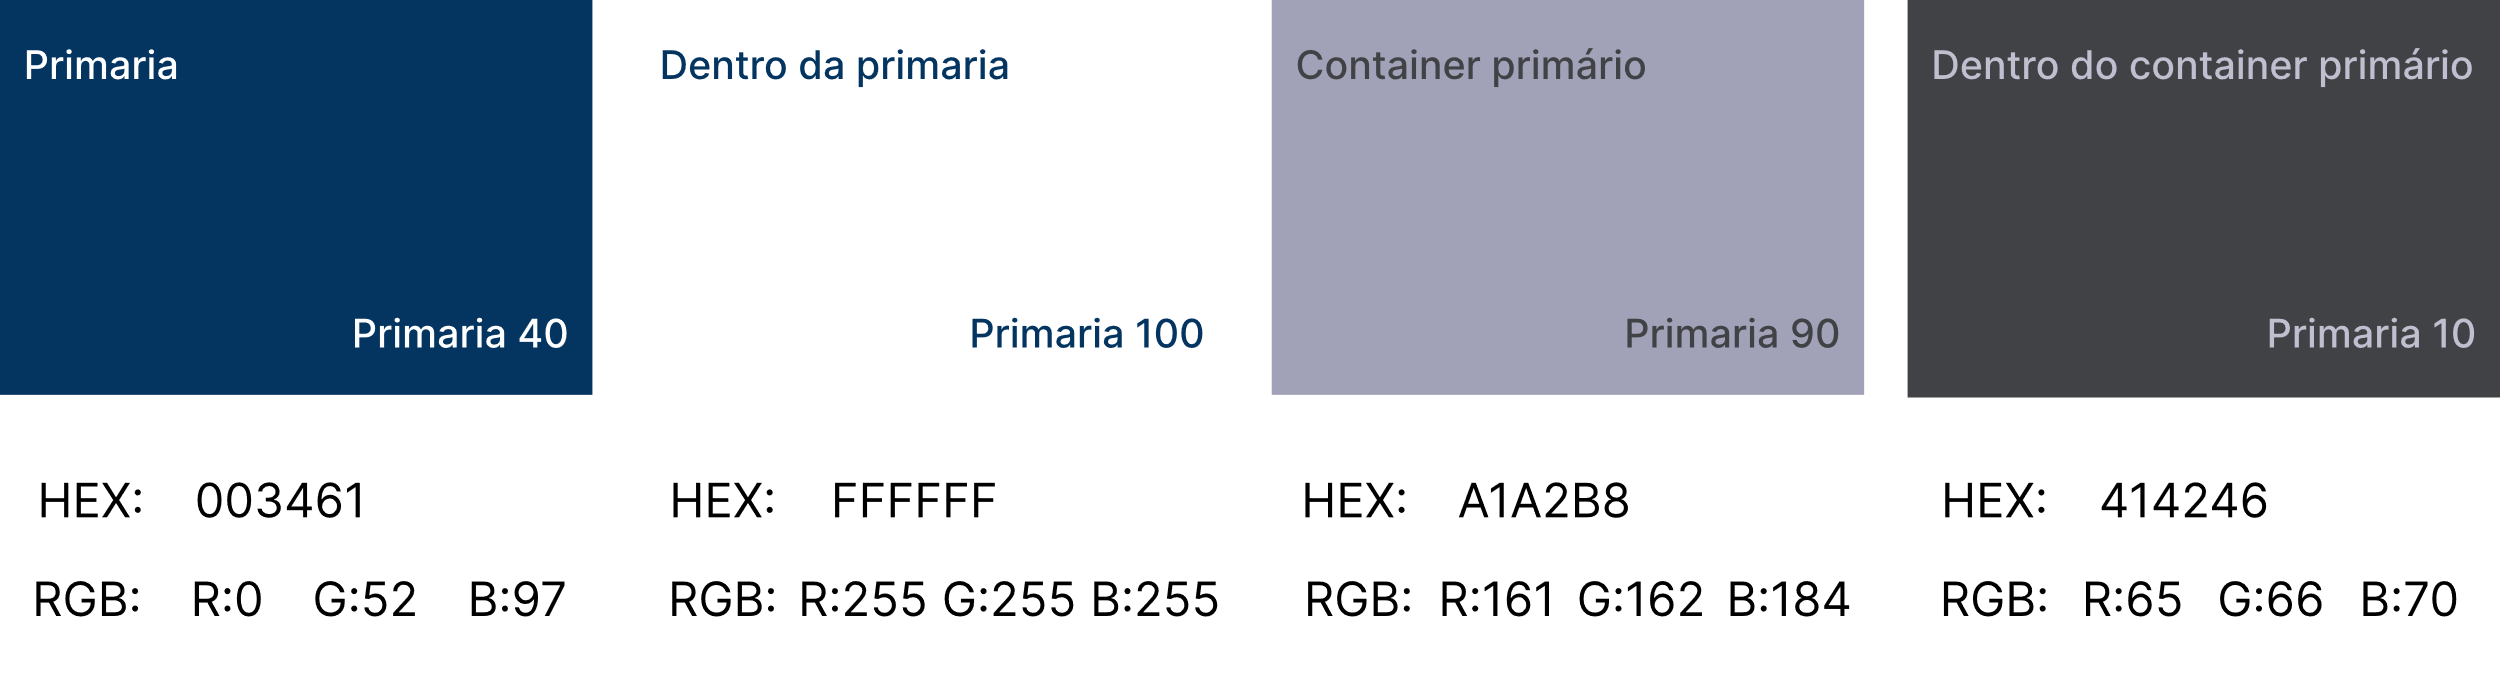 Primaria
Dentro da primaria
Container primário
Dentro do container primário
Primaria 40
Primaria 100
Primaria 90
Primaria 10
HEX: 003461
HEX: FFFFFF
HEX: A1A2B8
HEX: 414246
RGB: R:0 G:52 B:97
RGB: R:255 G:255 B:255
RGB: R:161 G:162 B:184
RGB: R:65 G:66 B:70